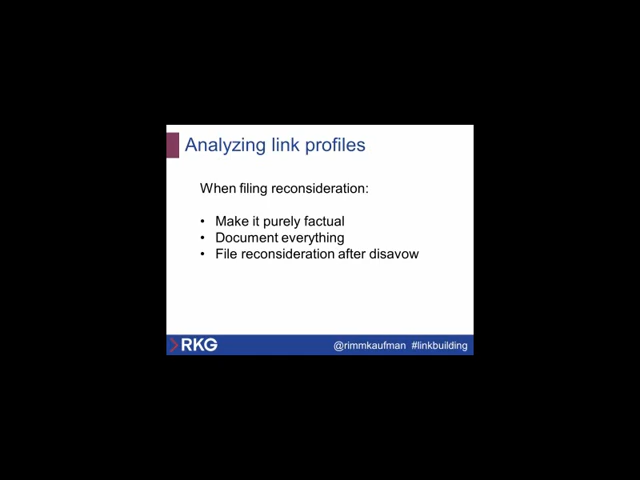 Analyzing link profiles
When filing reconsideration:
• Make it purely factual
• Document everything
• File reconsideration after disavow
RKG
@rimmkaufman #linkbuilding